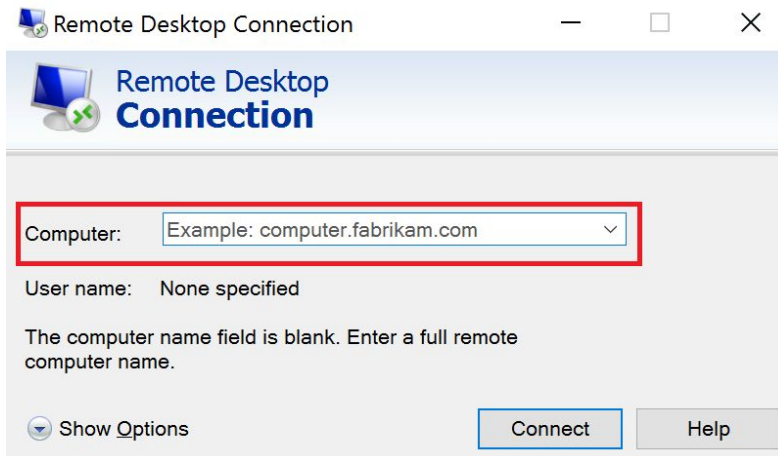 Remote Desktop Connection
Remote Desktop
Connection
Computer: Example: computer.fabrikam.com
User name: None specified
The computer name field is blank. Enter a full remote
computer name.
Show Options Connect Help